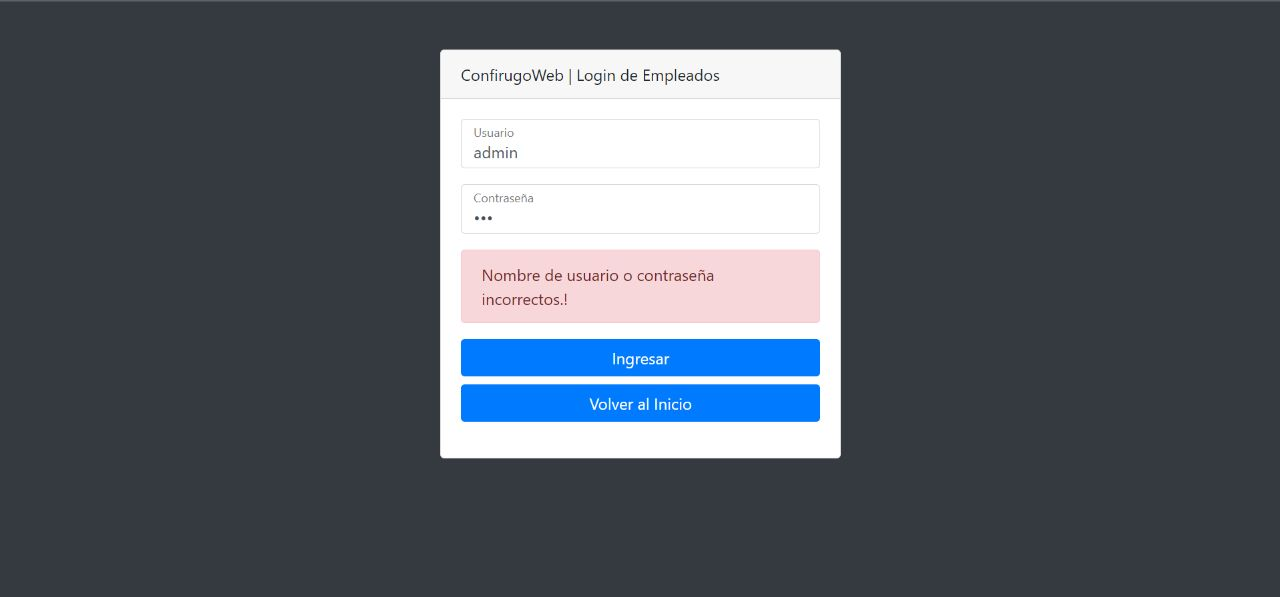 ConfirugoWeb | Login de Empleados
Usuario
admin
Contraseña
•••
Nombre de usuario o contraseña
incorrectos.!
Ingresar
Volver al Inicio